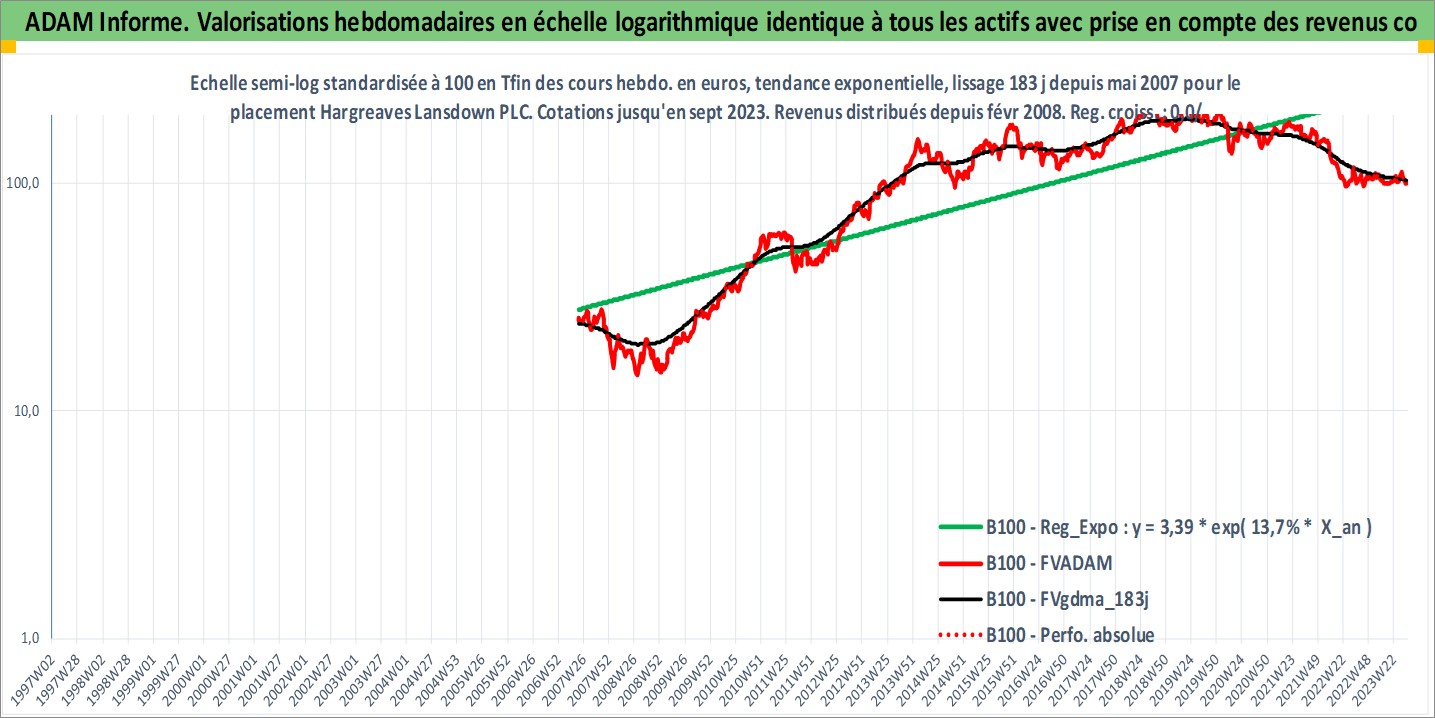 ADAM Informe. Valorisations hebdomadaires en échelle logarithmique identique à tous les actifs avec prise en compte des revenus co
Echelle semi-log standardisée à 100 en Tfin des cours hebdo. en euros, tendance exponentielle, lissage 183 j depuis mai 2007 pour le
placement Hargreaves Lansdown PLC. Cotations jusqu'en sept 2023. Revenus distribués depuis févr 2008. Reg. croiss. : 0,0/
100,0
10,0
1,0
B100 - Reg_Expo : y = 3,39 * exp( 13,7% * X_an )
B100 - FVADAM
B100 - FVgdma_183j
B100 - Perfo. absolue
1997W02
1997W28
1998W02
1998W28
1999W01
1999W27
2000W01
2000W27
2001W01
2001W27
2002W01
2002W27
2003W01
2003W27
2004W01
2004W27
2004W53
2005W26
2005W52
2006W26
2006W52
2007W26
2007W52
2008W26
2008W52
2009W26
2009W52
2010W25
2010W51
2011W25
2011W51
2012W25
2012W51
2013W25
2013W51
2014W25
2014W51
2015W25
2015W51
2016W24
2016W50
2017W24
2017W50
2018W24
2018W50
2019W24
2019W50
2020W24
2020W50
2021W23
2021W49
2022W22
2022W48
2023W22